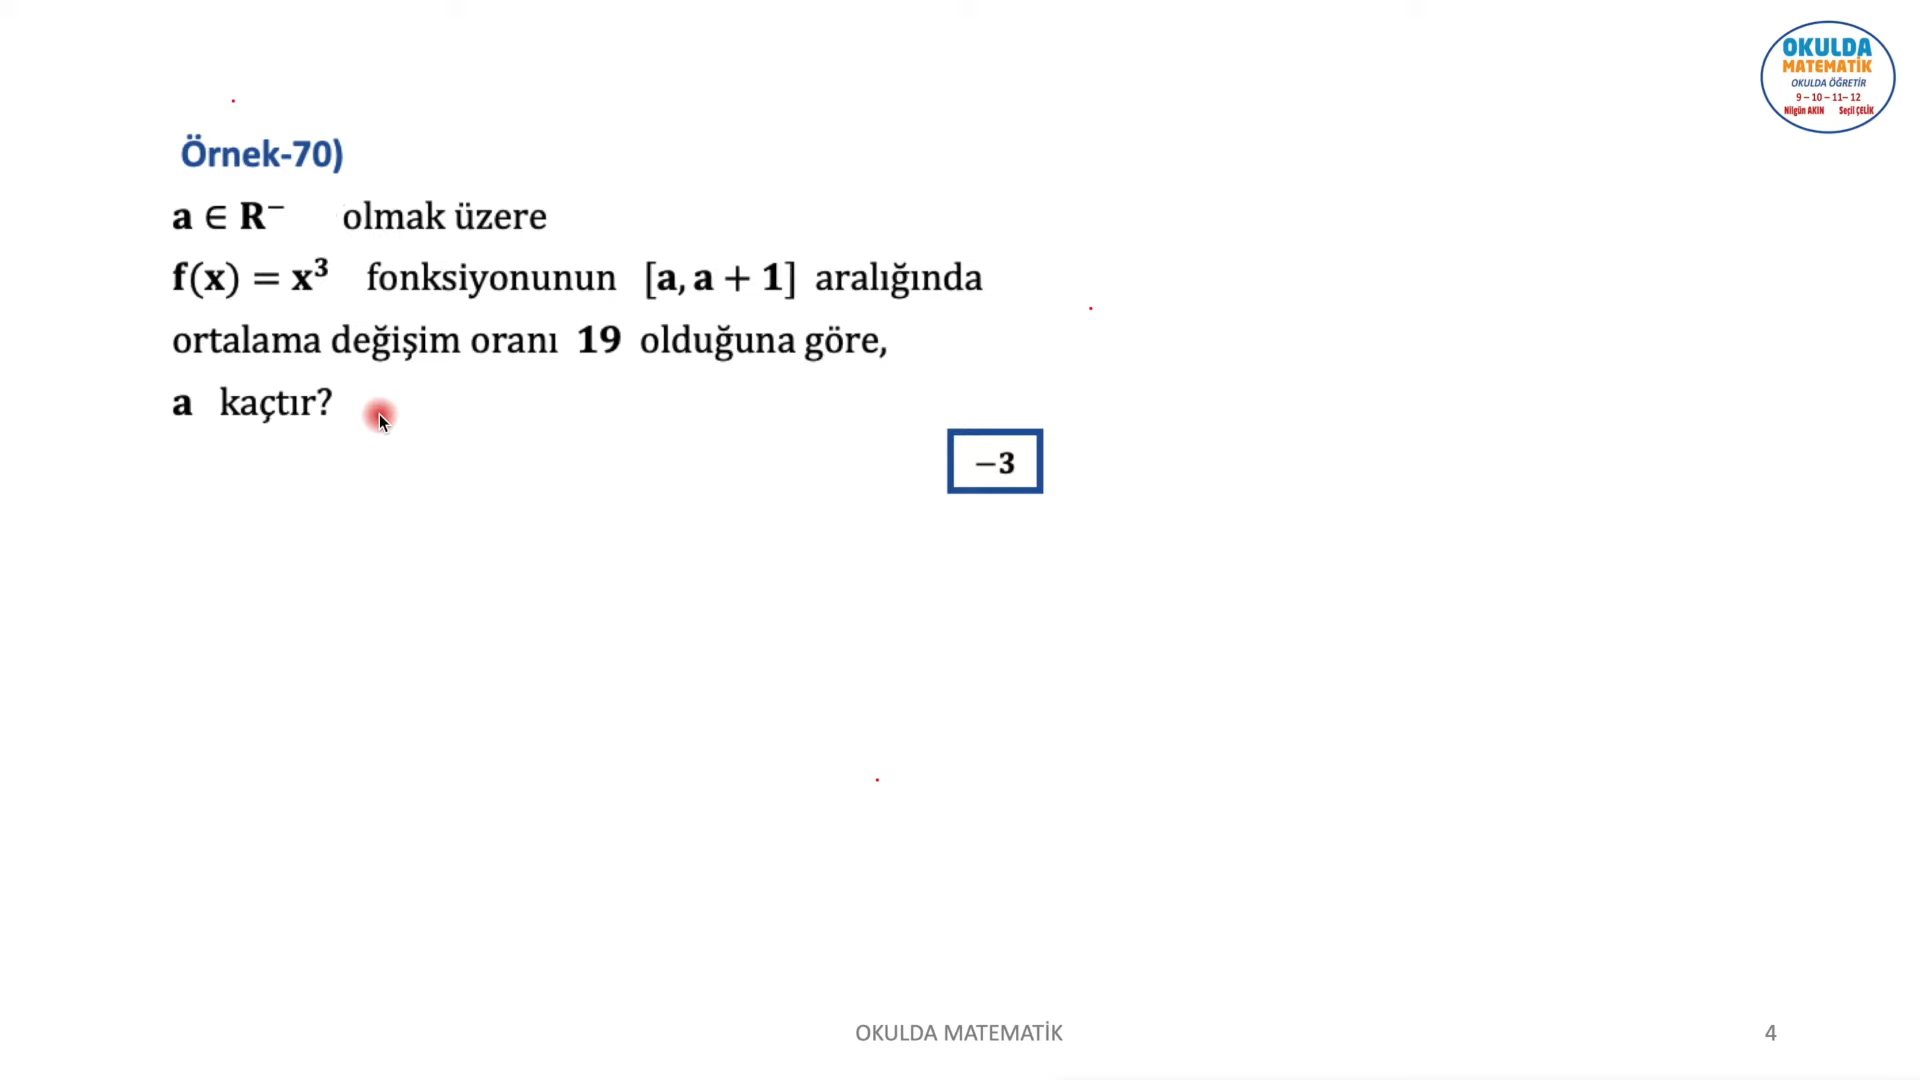 OKULDA
MATEMATİK
OKULDA ÖĞRETİR
9 – 10 – 11– 12
Nilgün AKIN Seçil ÇELİK
Örnek-70)
a ∈ R⁻ olmak üzere
f(x) = x³ fonksiyonunun [a, a + 1] aralığında
ortalama değişim oranı 19 olduğuna göre,
a kaçtır?
−3
OKULDA MATEMATİK
4